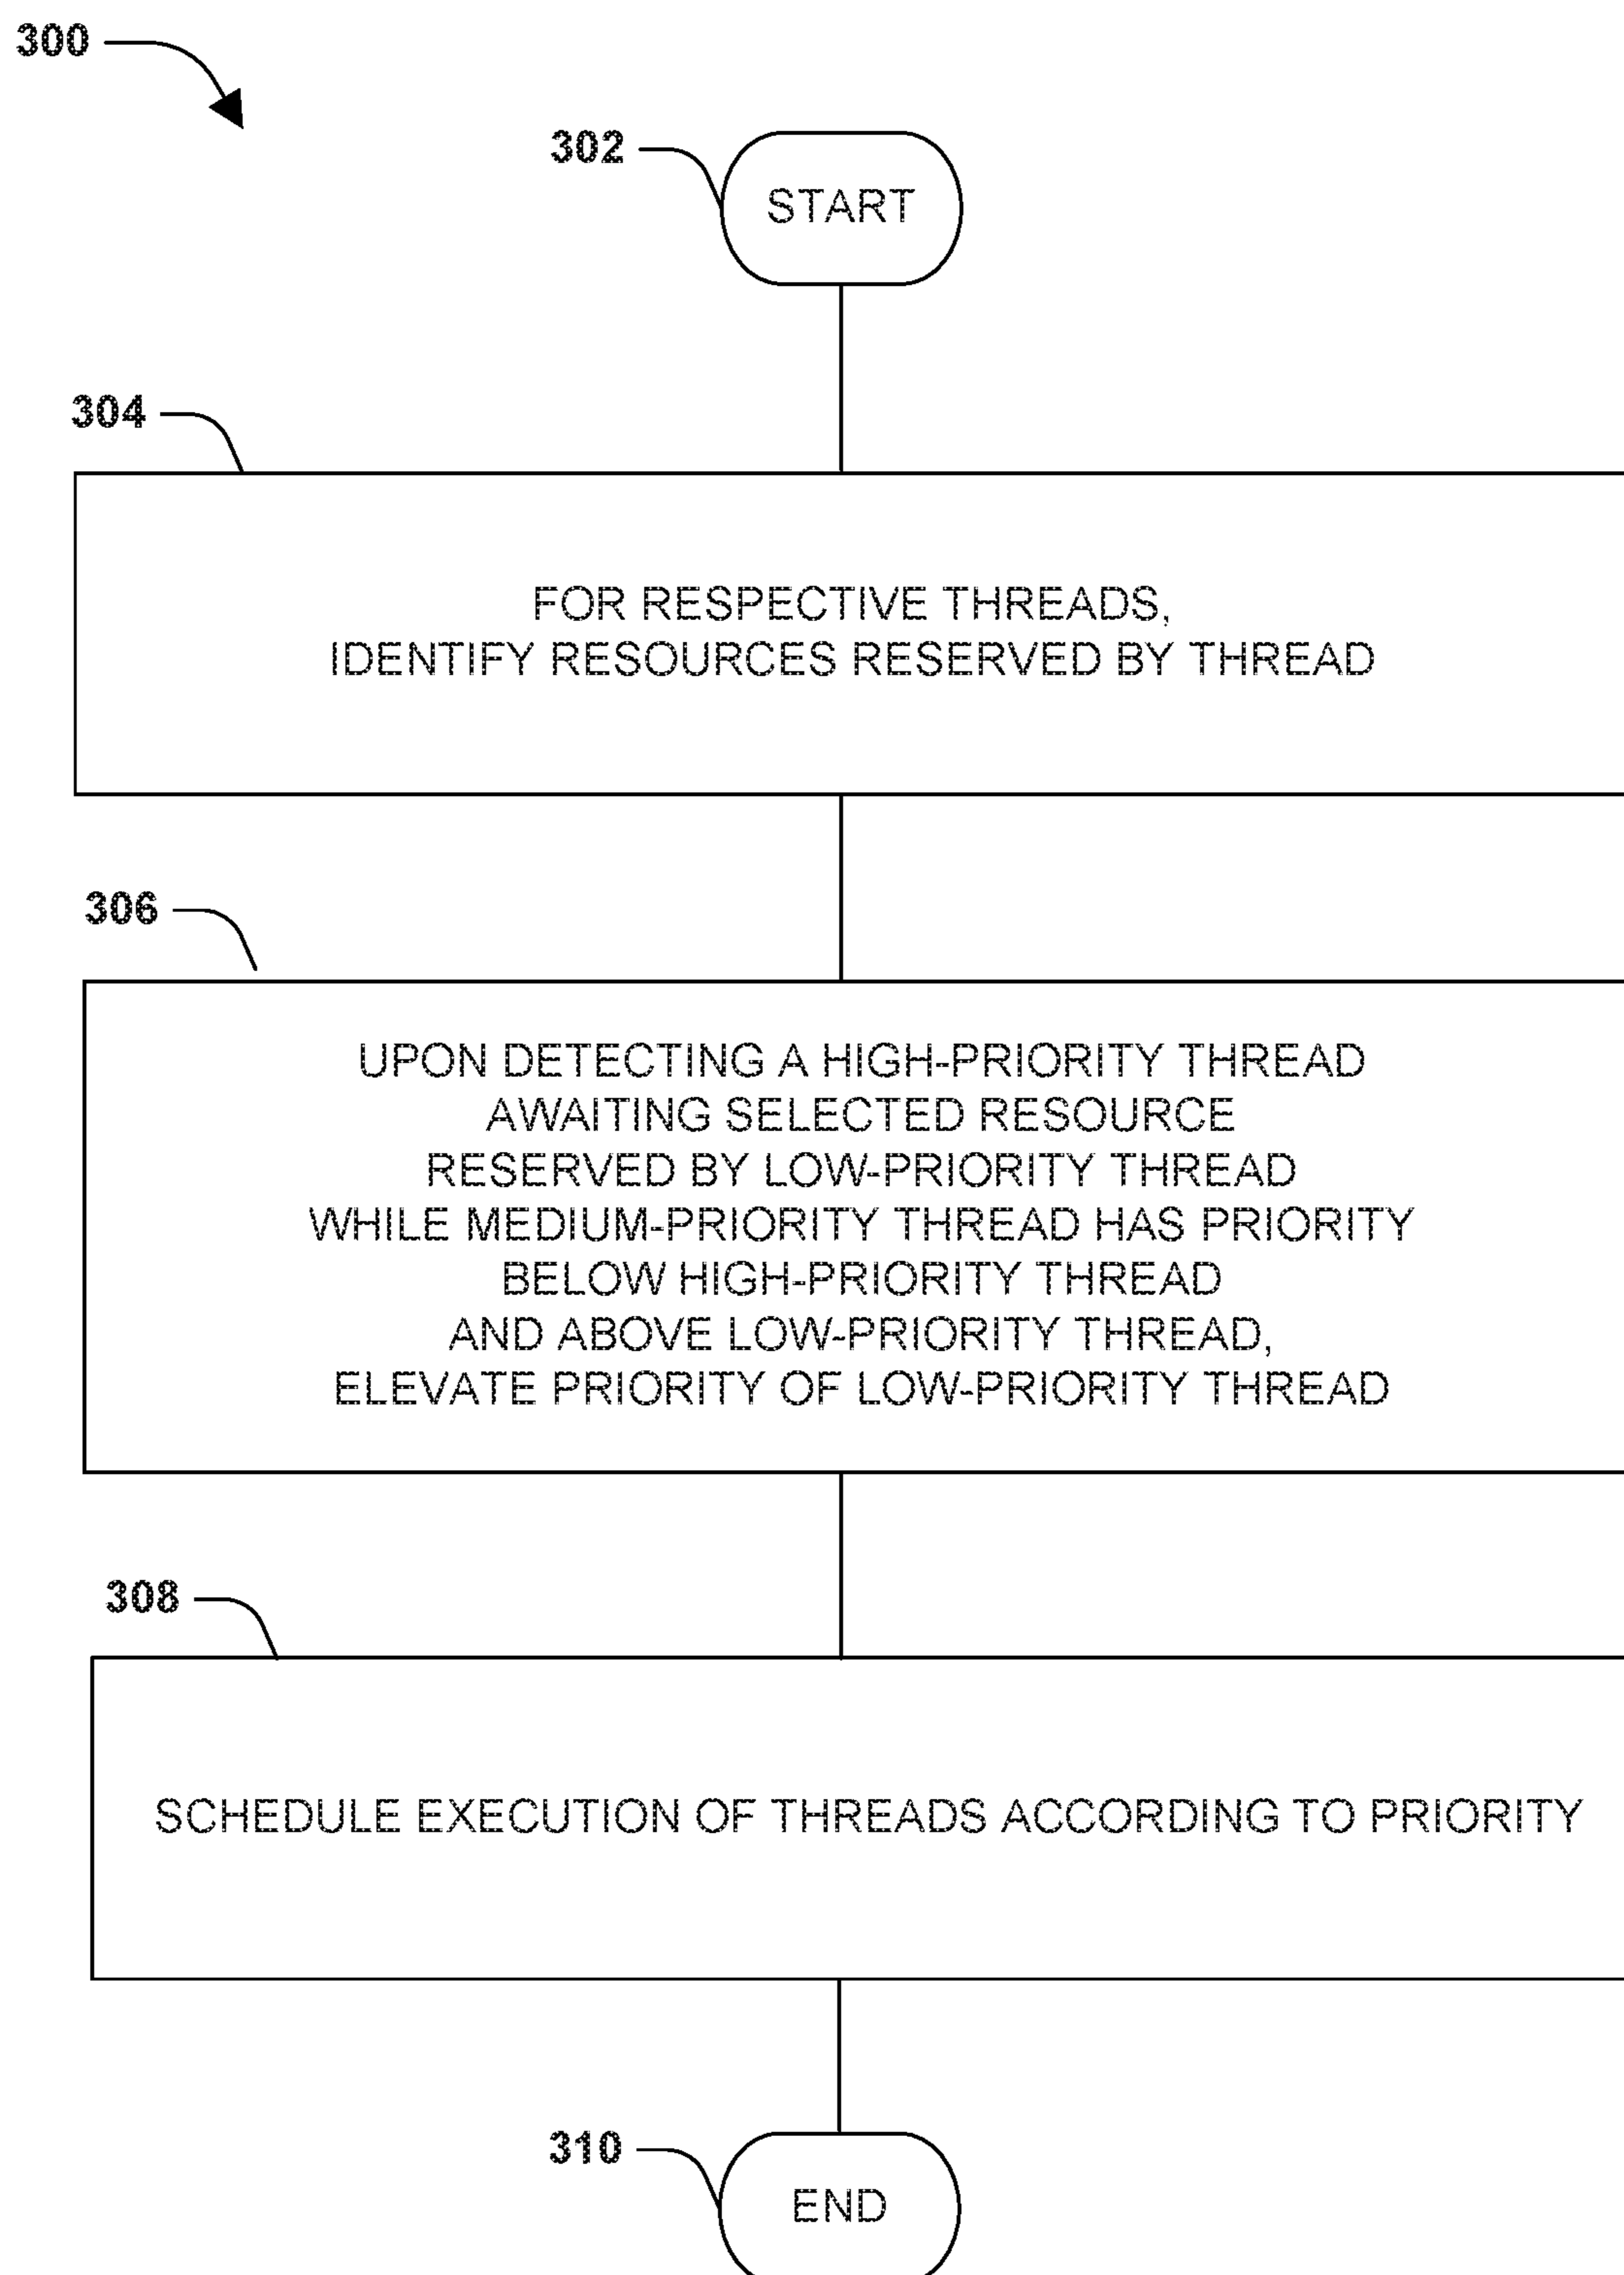 300
302
START
304
FOR RESPECTIVE THREADS,
IDENTIFY RESOURCES RESERVED BY THREAD
306
UPON DETECTING A HIGH-PRIORITY THREAD
AWAITING SELECTED RESOURCE
RESERVED BY LOW-PRIORITY THREAD
WHILE MEDIUM-PRIORITY THREAD HAS PRIORITY
BELOW HIGH-PRIORITY THREAD
AND ABOVE LOW-PRIORITY THREAD,
ELEVATE PRIORITY OF LOW-PRIORITY THREAD
308
SCHEDULE EXECUTION OF THREADS ACCORDING TO PRIORITY
310
END